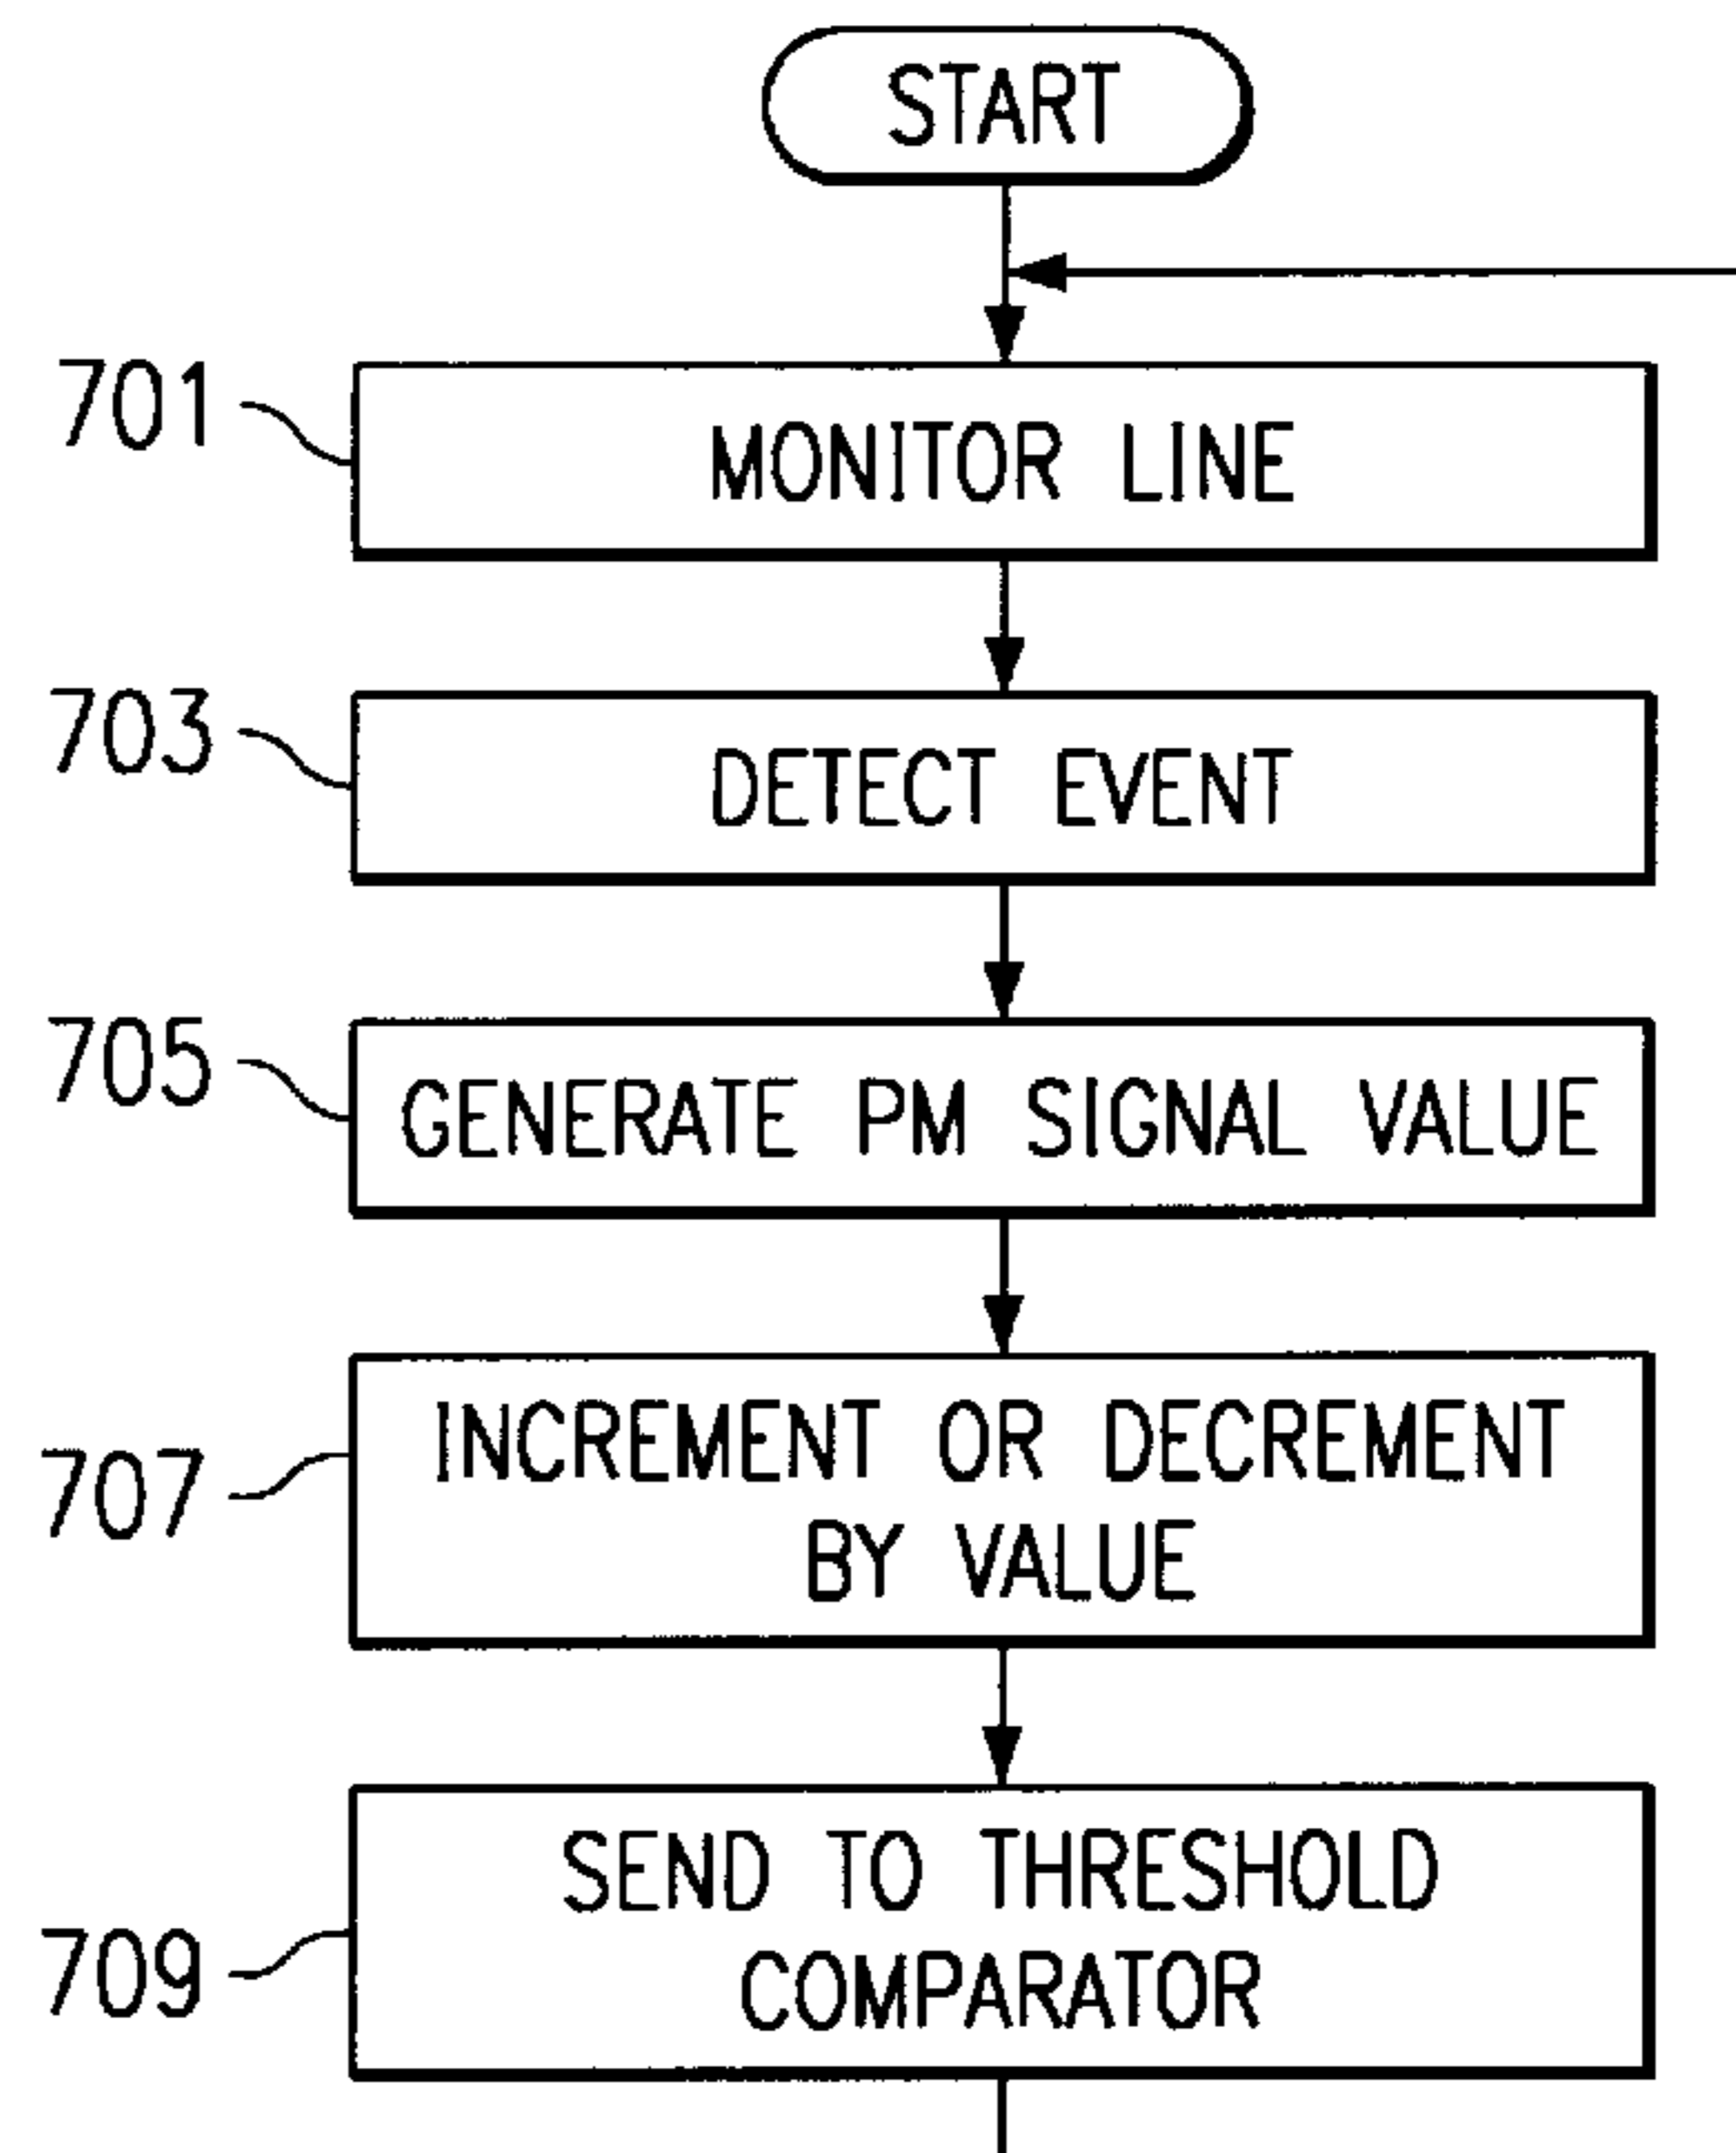 START
701
MONITOR LINE
703
DETECT EVENT
705
GENERATE PM SIGNAL VALUE
707
INCREMENT OR DECREMENT
BY VALUE
709
SEND TO THRESHOLD
COMPARATOR